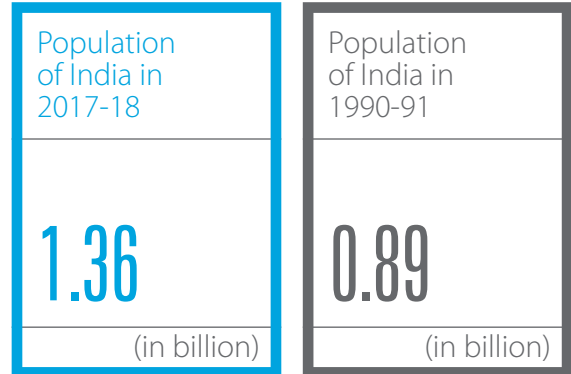 Population
of India in
2017-18
1.36
(in billion)
Population
of India in
1990-91
0.89
(in billion)